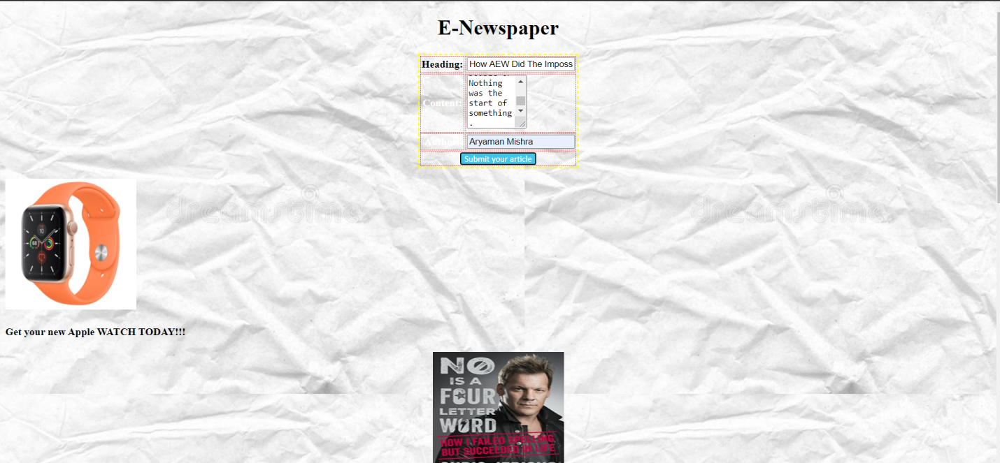 E-Newspaper
Heading: How AEW Did The Imposs
Content:
Nothing
was the
start of
something
.
Author: Aryaman Mishra
Submit your article
dreamstime dreamstime
Get your new Apple WATCH TODAY!!!
NO
IS A
FOUR
LETTER
WORD
HOW I FAILED SPELLING
BUT SUCCEEDED IN LIFE